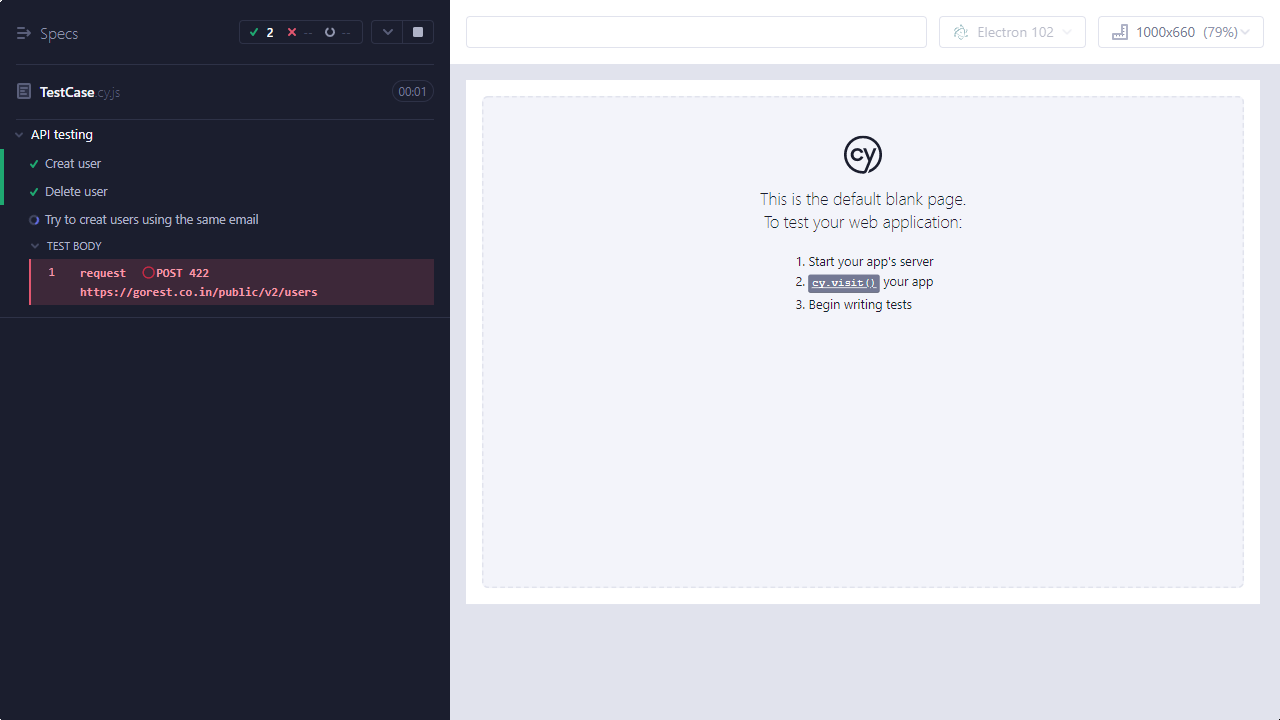 Specs
2
--
--
TestCase cy.js
00:01
API testing
Creat user
Delete user
Try to creat users using the same email
TEST BODY
1 request POST 422
https://gorest.co.in/public/v2/users
Electron 102
1000x660 (79%)
cy
This is the default blank page.
To test your web application:
1. Start your app's server
2. cy.visit() your app
3. Begin writing tests